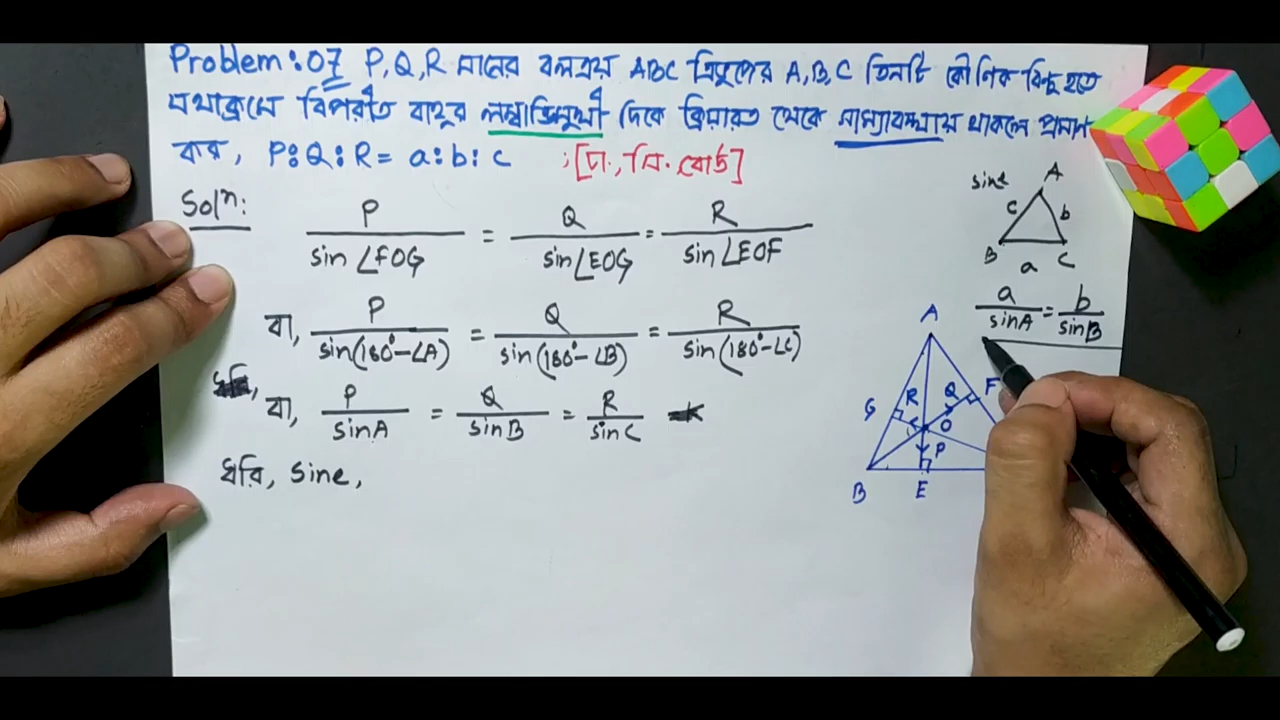 Problem: 07 P, Q, R মানের বলত্রয় ABC ত্রিভুজের A, B, C তিনটি কৌণিক বিন্দু হতে
যথাক্রমে বিপরীত বাহুর লম্বাভিমুখী দিকে ক্রিয়ারত থেকে সাম্যাবস্থায় থাকলে প্রমাণ
কর, P:Q:R = a:b:c ;[ঢা., সি. বোর্ড]
Solⁿ:
P/sin∠FOG = Q/sin∠EOG = R/sin∠EOF
বা, P/sin(180°-∠A) = Q/sin(180°-∠B) = R/sin(180°-∠C)
বা, P/sinA = Q/sinB = R/sinC
ধরি, sine,
sine
A
c b
B C
a
a/sinA = b/sinB
A
G R Q F
O
P
B E